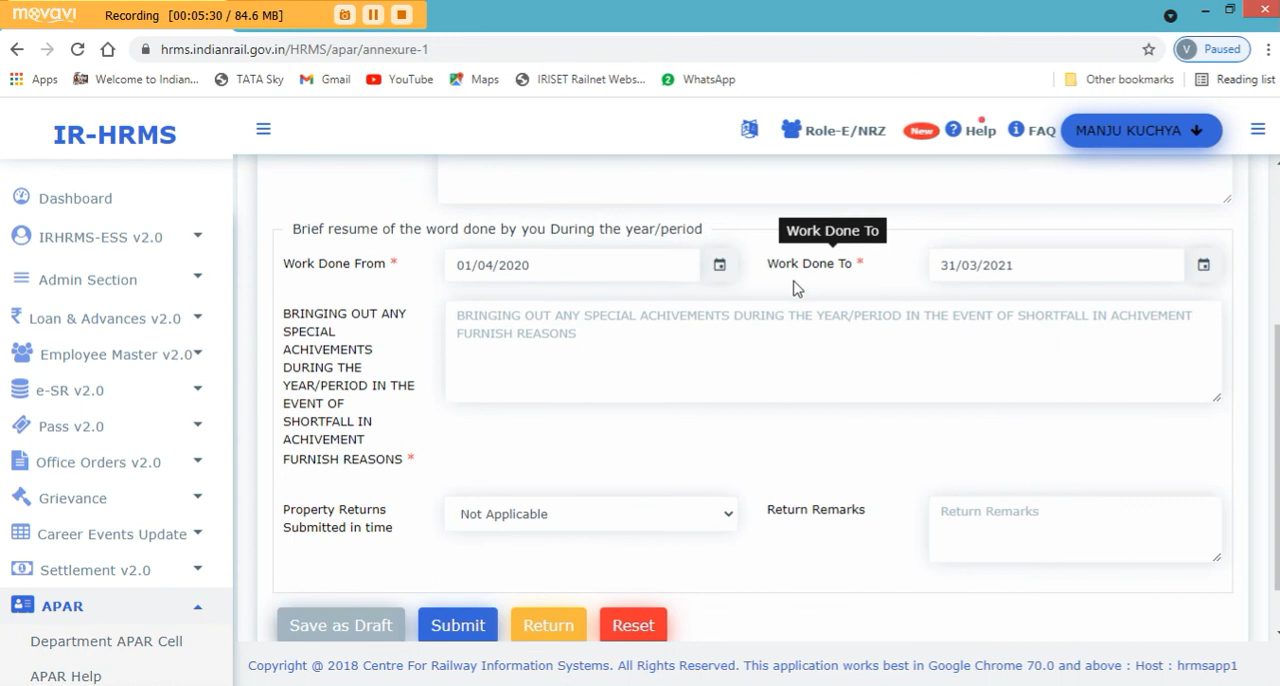 movavi Recording [00:05:30 / 84.6 MB]
hrms.indianrail.gov.in/HRMS/apar/annexure-1
V Paused
Apps Welcome to Indian... TATA Sky Gmail YouTube Maps IRISET Railnet Webs... WhatsApp Other bookmarks Reading list
IR-HRMS Role-E/NRZ New Help FAQ MANJU KUCHYA
Dashboard
IRHRMS-ESS v2.0
Admin Section
Loan & Advances v2.0
Employee Master v2.0
e-SR v2.0
Pass v2.0
Office Orders v2.0
Grievance
Career Events Update
Settlement v2.0
APAR
Department APAR Cell
APAR Help
Brief resume of the word done by you During the year/period
Work Done To
Work Done From * 01/04/2020 Work Done To * 31/03/2021
BRINGING OUT ANY
SPECIAL
ACHIVEMENTS
DURING THE
YEAR/PERIOD IN THE
EVENT OF
SHORTFALL IN
ACHIVEMENT
FURNISH REASONS *
BRINGING OUT ANY SPECIAL ACHIVEMENTS DURING THE YEAR/PERIOD IN THE EVENT OF SHORTFALL IN ACHIVEMENT
FURNISH REASONS
Property Returns
Submitted in time
Not Applicable
Return Remarks
Return Remarks
Save as Draft Submit Return Reset
Copyright @ 2018 Centre For Railway Information Systems. All Rights Reserved. This application works best in Google Chrome 70.0 and above : Host : hrmsapp1